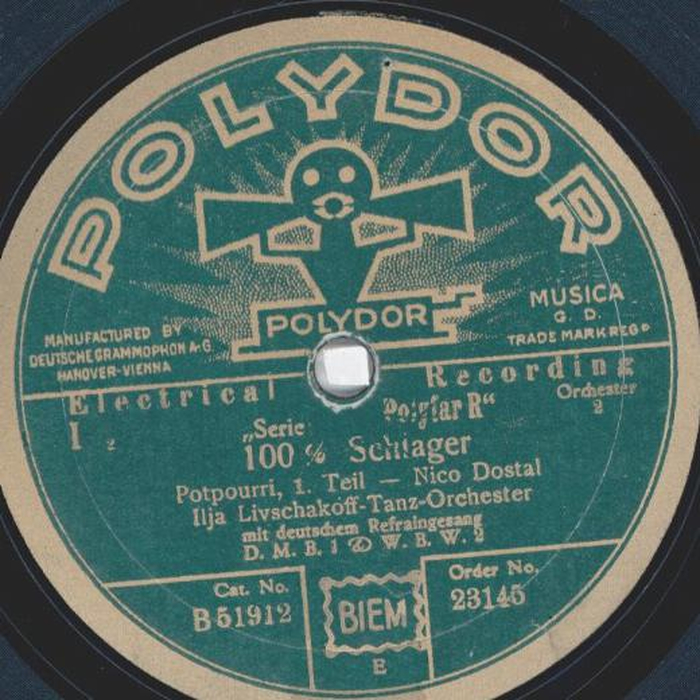 POLYDOR
POLYDOR
MANUFACTURED BY
DEUTSCHE GRAMMOPHON A-G
HANOVER-VIENNA
MUSICA
G. D.
TRADE MARK REGD
Electrical Recording
I 2
Orchester
2
„Serie Polyfar R“
100 % Schlager
Potpourri, 1. Teil — Nico Dostal
Ilja Livschakoff-Tanz-Orchester
mit deutschem Refraingesang
D. M. B. 1 & W. B. W. 2
Cat. No.
B 51912
BIEM
E
Order No.
23145